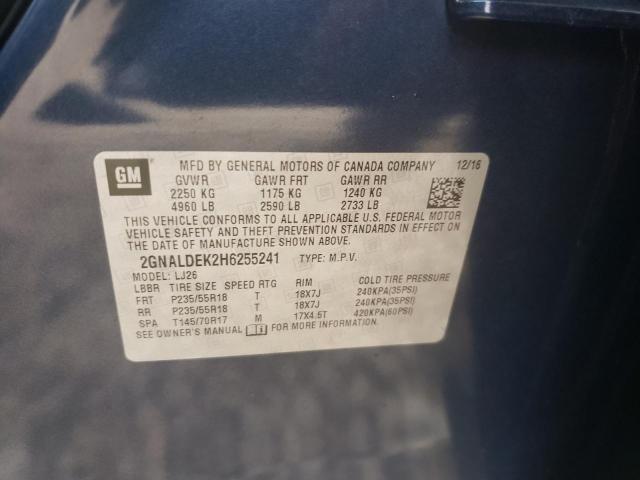 GM
MFD BY GENERAL MOTORS OF CANADA COMPANY 12/16
GVWR GAWR FRT GAWR RR
2250 KG 1175 KG 1240 KG
4960 LB 2590 LB 2733 LB
THIS VEHICLE CONFORMS TO ALL APPLICABLE U.S. FEDERAL MOTOR
VEHICLE SAFETY AND THEFT PREVENTION STANDARDS IN EFFECT ON
THE DATE OF MANUFACTURE SHOWN ABOVE.
2GNALDEK2H6255241 TYPE: M.P.V.
MODEL: LJ26
LBBR TIRE SIZE SPEED RTG RIM COLD TIRE PRESSURE
FRT P235/55R18 T 18X7J 240KPA(35PSI)
RR P235/55R18 T 18X7J 240KPA(35PSI)
SPA T145/70R17 M 17X4.5T 420KPA(60PSI)
SEE OWNER'S MANUAL FOR MORE INFORMATION.